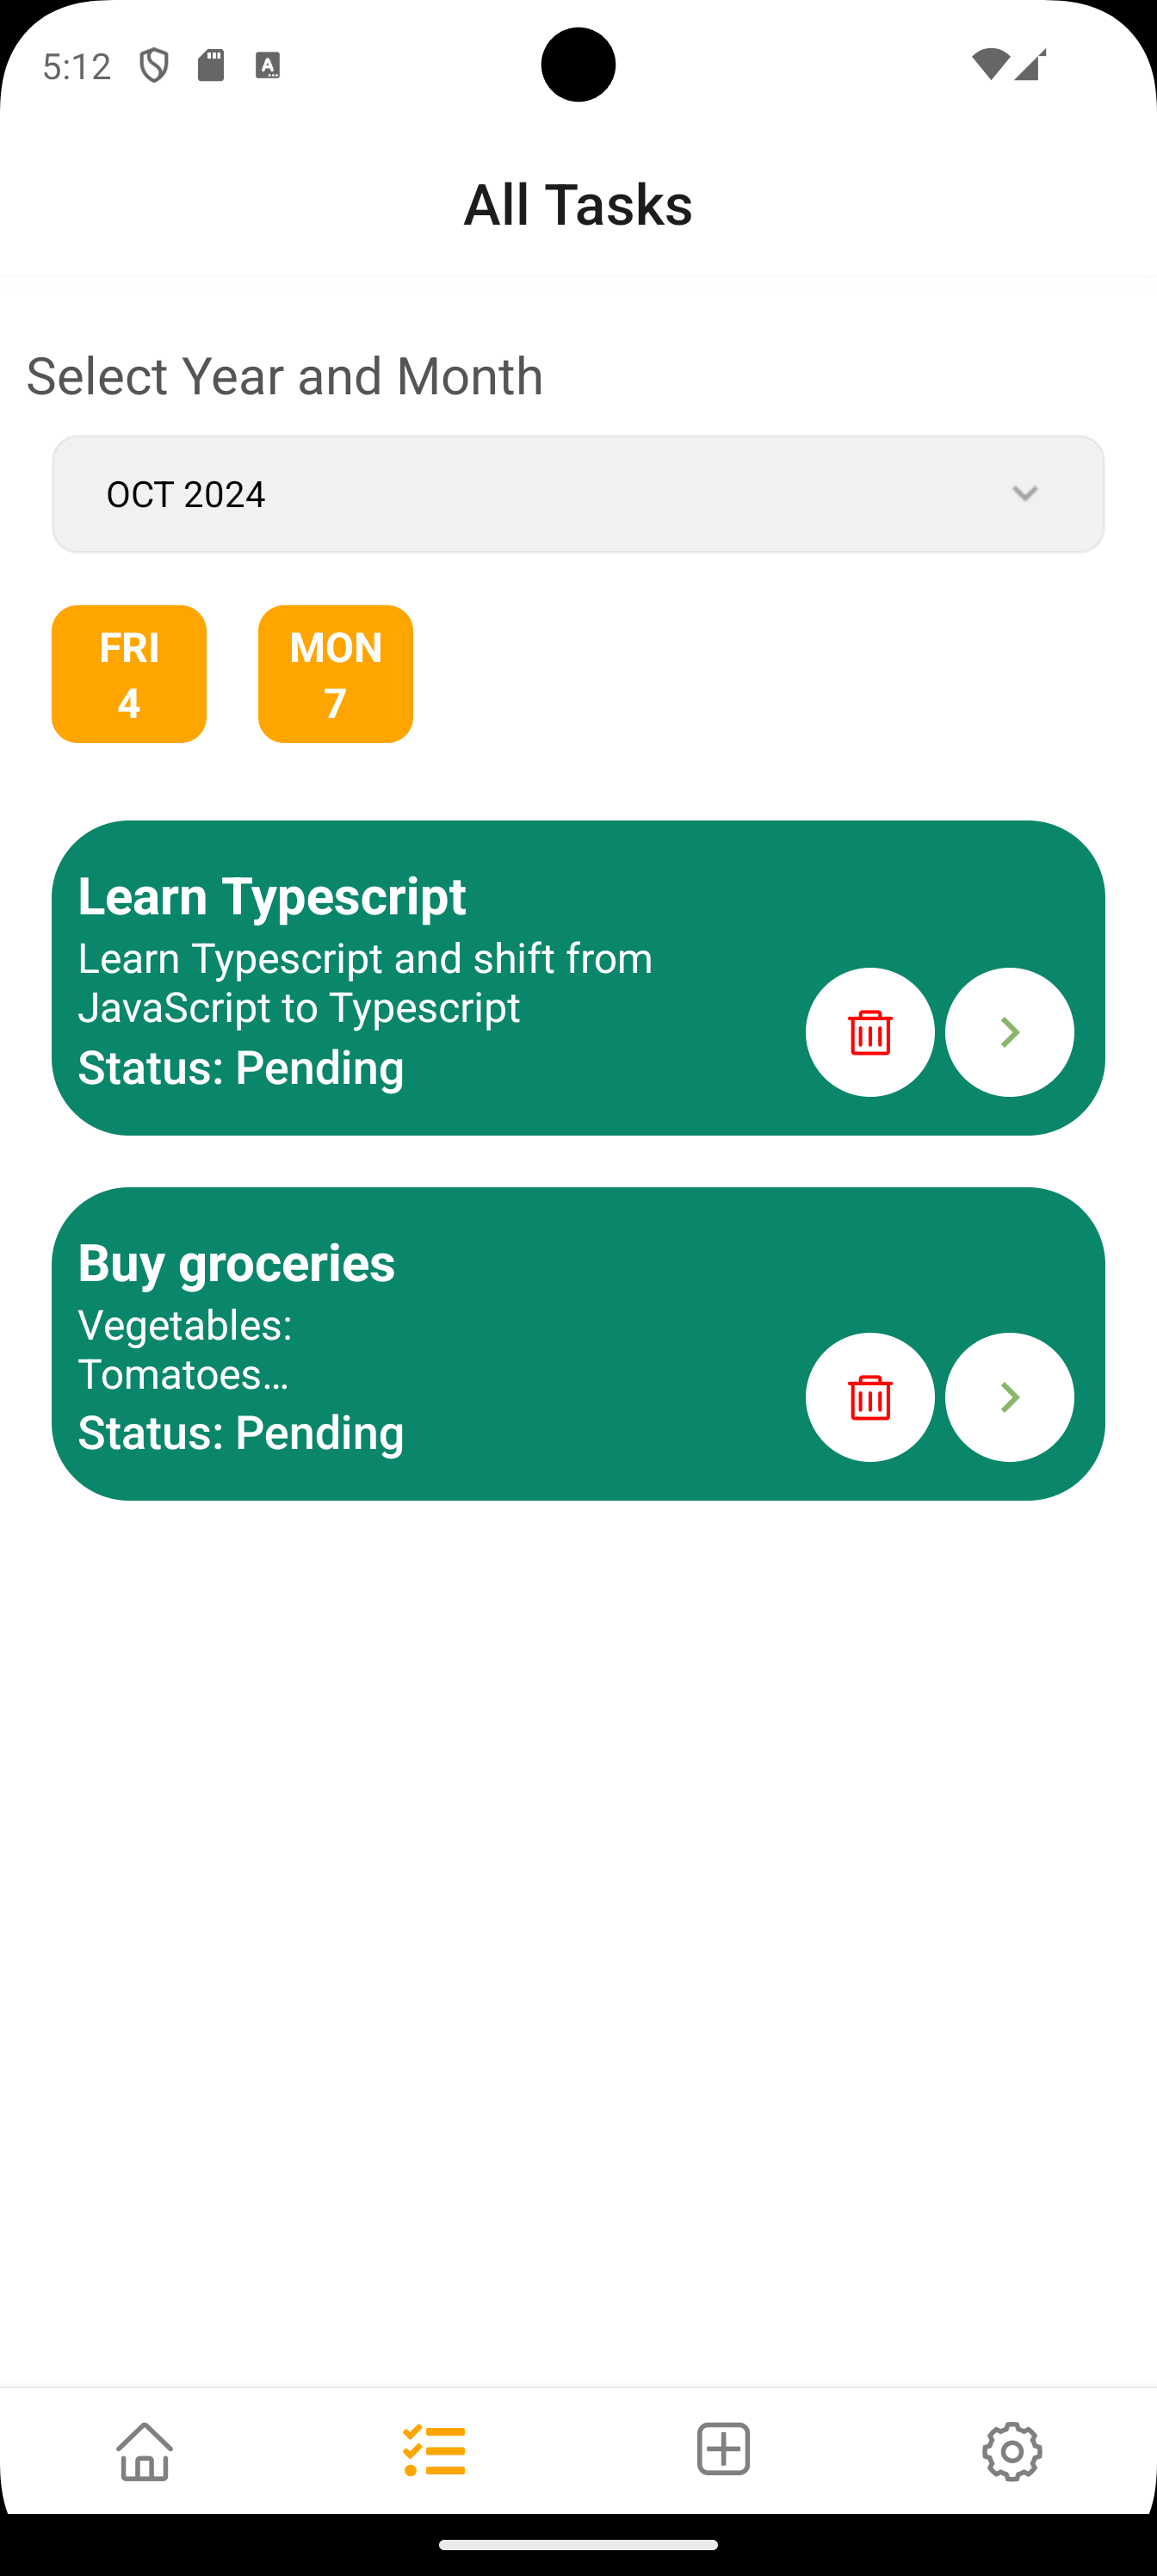 5:12
All Tasks
Select Year and Month
OCT 2024
FRI
4
MON
7
Learn Typescript
Learn Typescript and shift from
JavaScript to Typescript
Status: Pending
Buy groceries
Vegetables:
Tomatoes...
Status: Pending